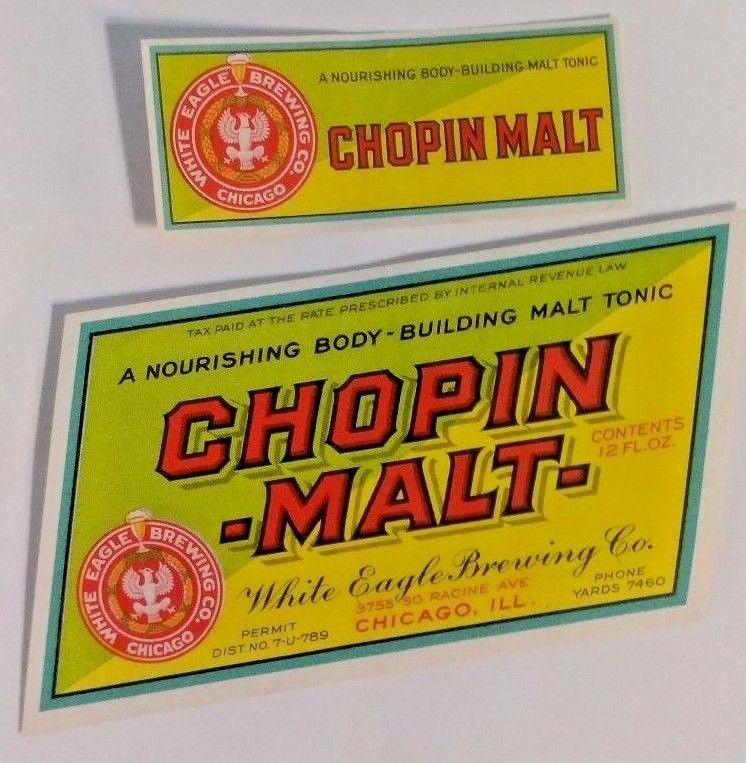 A NOURISHING BODY-BUILDING MALT TONIC
WHITE EAGLE BREWING CO.
CHICAGO
CHOPIN MALT
TAX PAID AT THE RATE PRESCRIBED BY INTERNAL REVENUE LAW
A NOURISHING BODY-BUILDING MALT TONIC
CHOPIN
-MALT-
CONTENTS
12 FL. OZ.
WHITE EAGLE BREWING CO.
CHICAGO
White Eagle Brewing Co.
3755 SO. RACINE AVE
CHICAGO, ILL.
PERMIT
DIST. NO. 7-U-789
PHONE
YARDS 7460